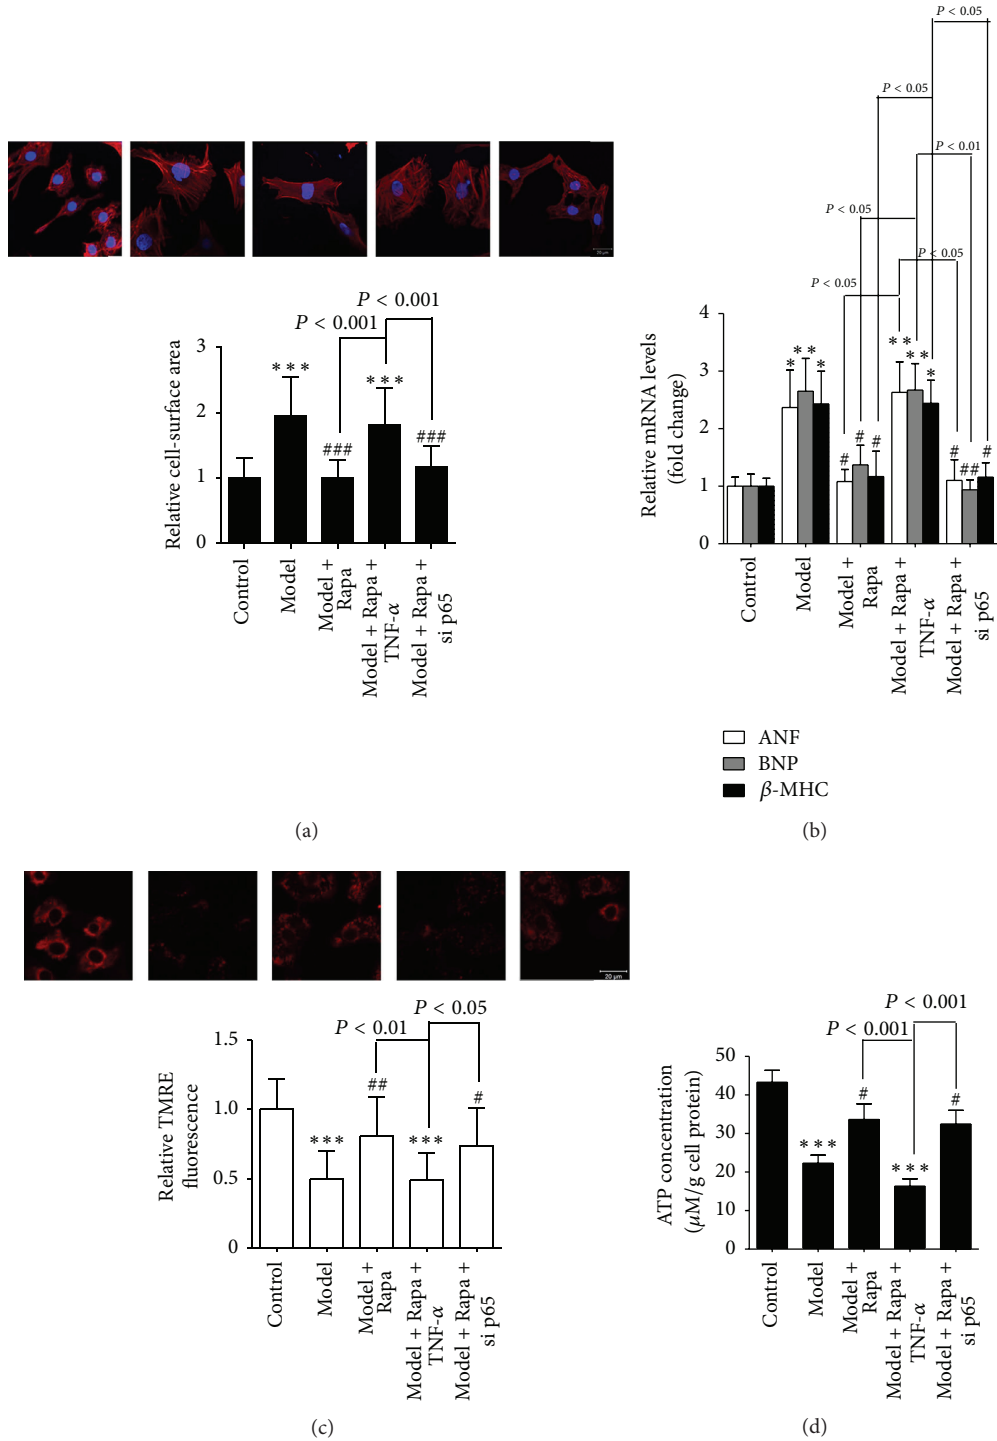 P < 0.001
P < 0.001
Relative cell-surface area
3
2
1
0
***
###
***
###
Control
Model
Model +
Rapa
Model + Rapa +
TNF-α
Model + Rapa +
si p65
(a)
P < 0.05
P < 0.05
P < 0.01
P < 0.05
P < 0.05
P < 0.05
Relative mRNA levels
(fold change)
4
3
2
1
0
*
**
*
#
#
#
**
**
*
#
##
#
Control
Model
Model +
Rapa
Model + Rapa +
TNF-α
Model + Rapa +
si p65
ANF
BNP
β-MHC
(b)
20 μm
P < 0.05
P < 0.01
Relative TMRE
fluorescence
1.5
1.0
0.5
0
***
##
***
#
Control
Model
Model +
Rapa
Model + Rapa +
TNF-α
Model + Rapa +
si p65
(c)
P < 0.001
P < 0.001
ATP concentration
(μM/g cell protein)
50
40
30
20
10
0
***
#
***
#
Control
Model
Model +
Rapa
Model + Rapa +
TNF-α
Model + Rapa +
si p65
(d)